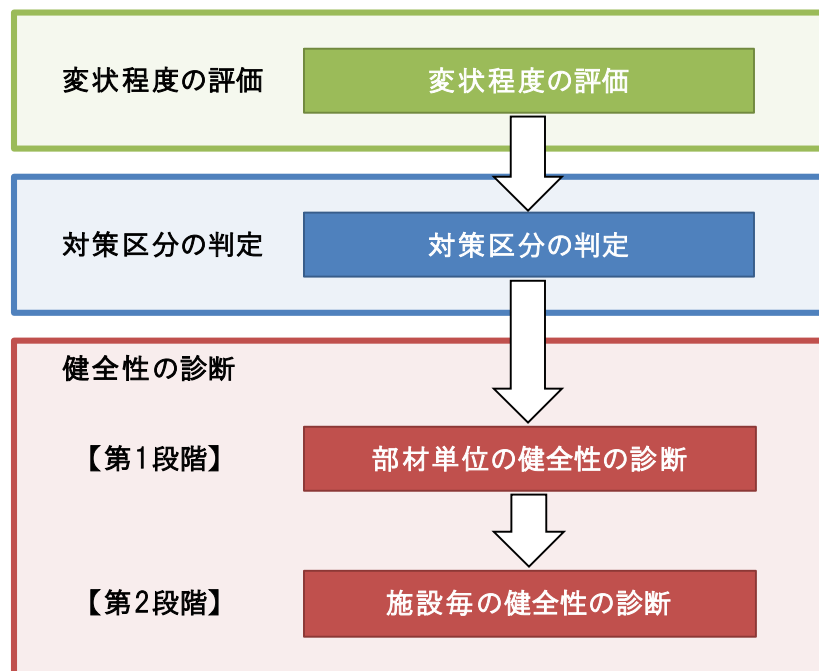 変状程度の評価
変状程度の評価
対策区分の判定
対策区分の判定
健全性の診断
【第1段階】
部材単位の健全性の診断
【第2段階】
施設毎の健全性の診断